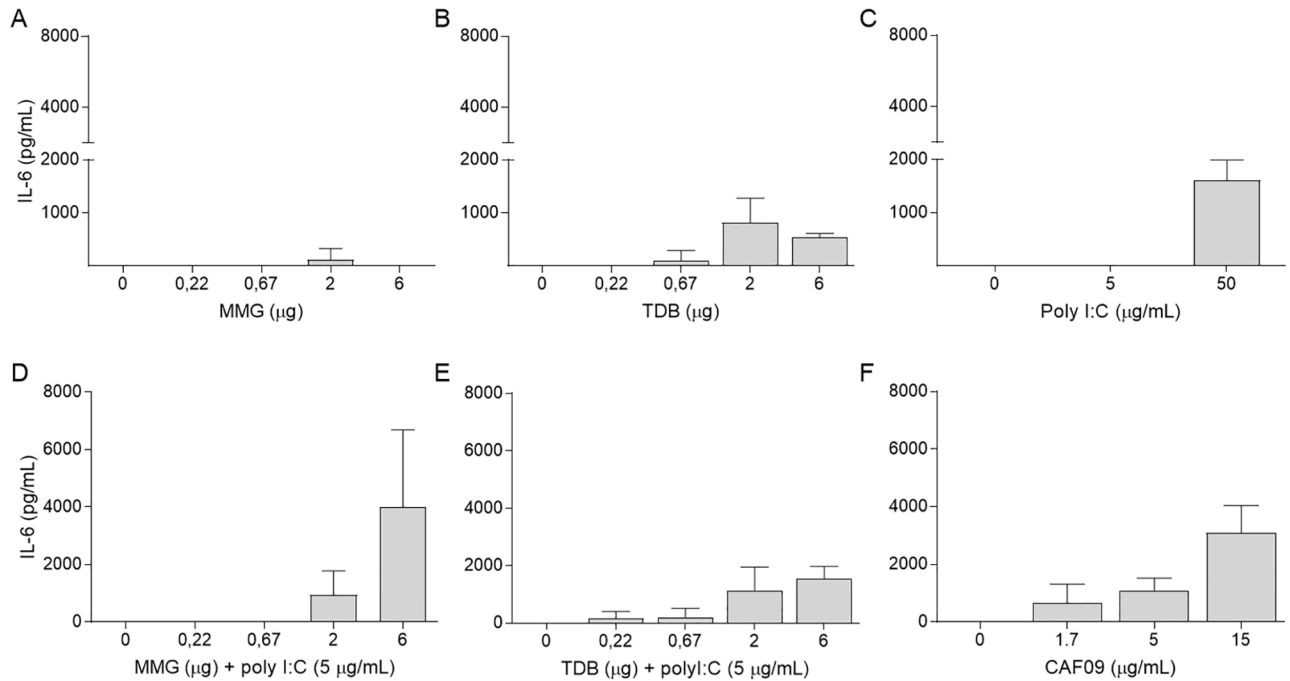 A
8000
4000
2000
1000
IL-6 (pg/mL)
0 0,22 0,67 2 6
MMG (μg)
B
8000
4000
2000
1000
0 0,22 0,67 2 6
TDB (μg)
C
8000
4000
2000
1000
0 5 50
Poly I:C (μg/mL)
D
8000
6000
4000
2000
0
IL-6 (pg/mL)
0 0,22 0,67 2 6
MMG (μg) + poly I:C (5 μg/mL)
E
8000
6000
4000
2000
0
0 0,22 0,67 2 6
TDB (μg) + polyI:C (5 μg/mL)
F
8000
6000
4000
2000
0
0 1.7 5 15
CAF09 (μg/mL)